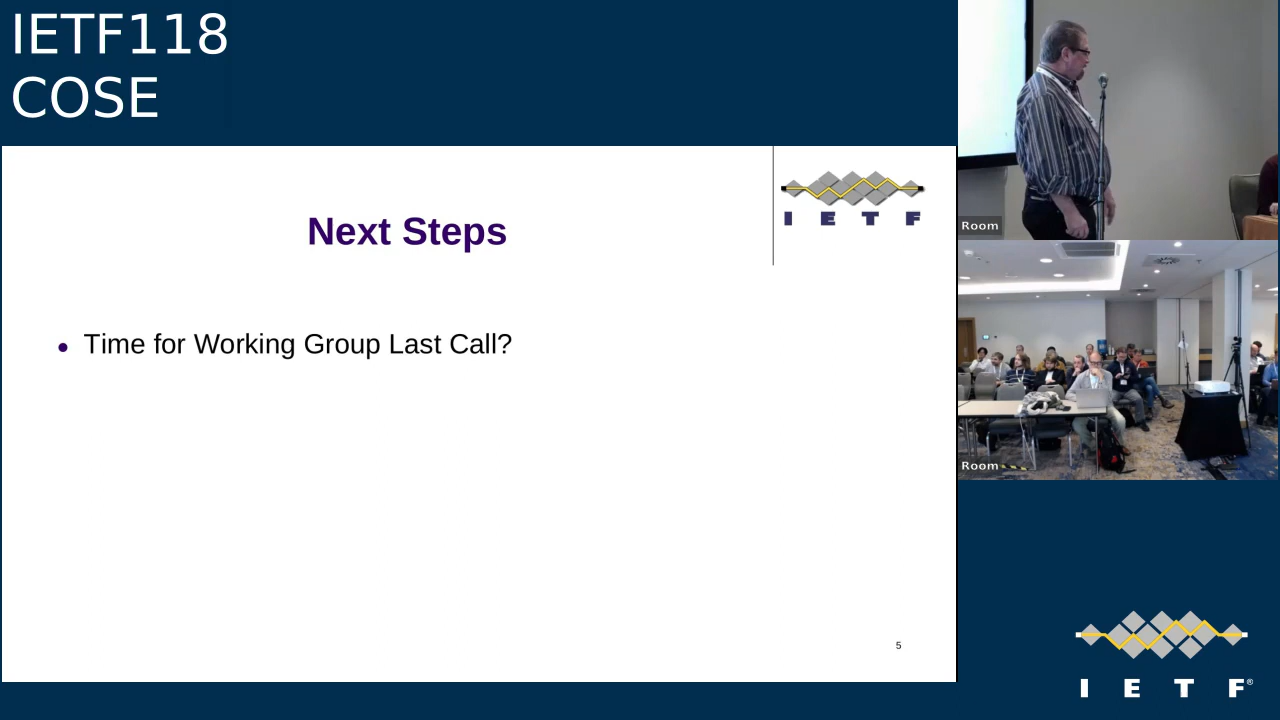 IETF118
COSE
Next Steps
I E T F
• Time for Working Group Last Call?
5
Room
Room
I E T F®